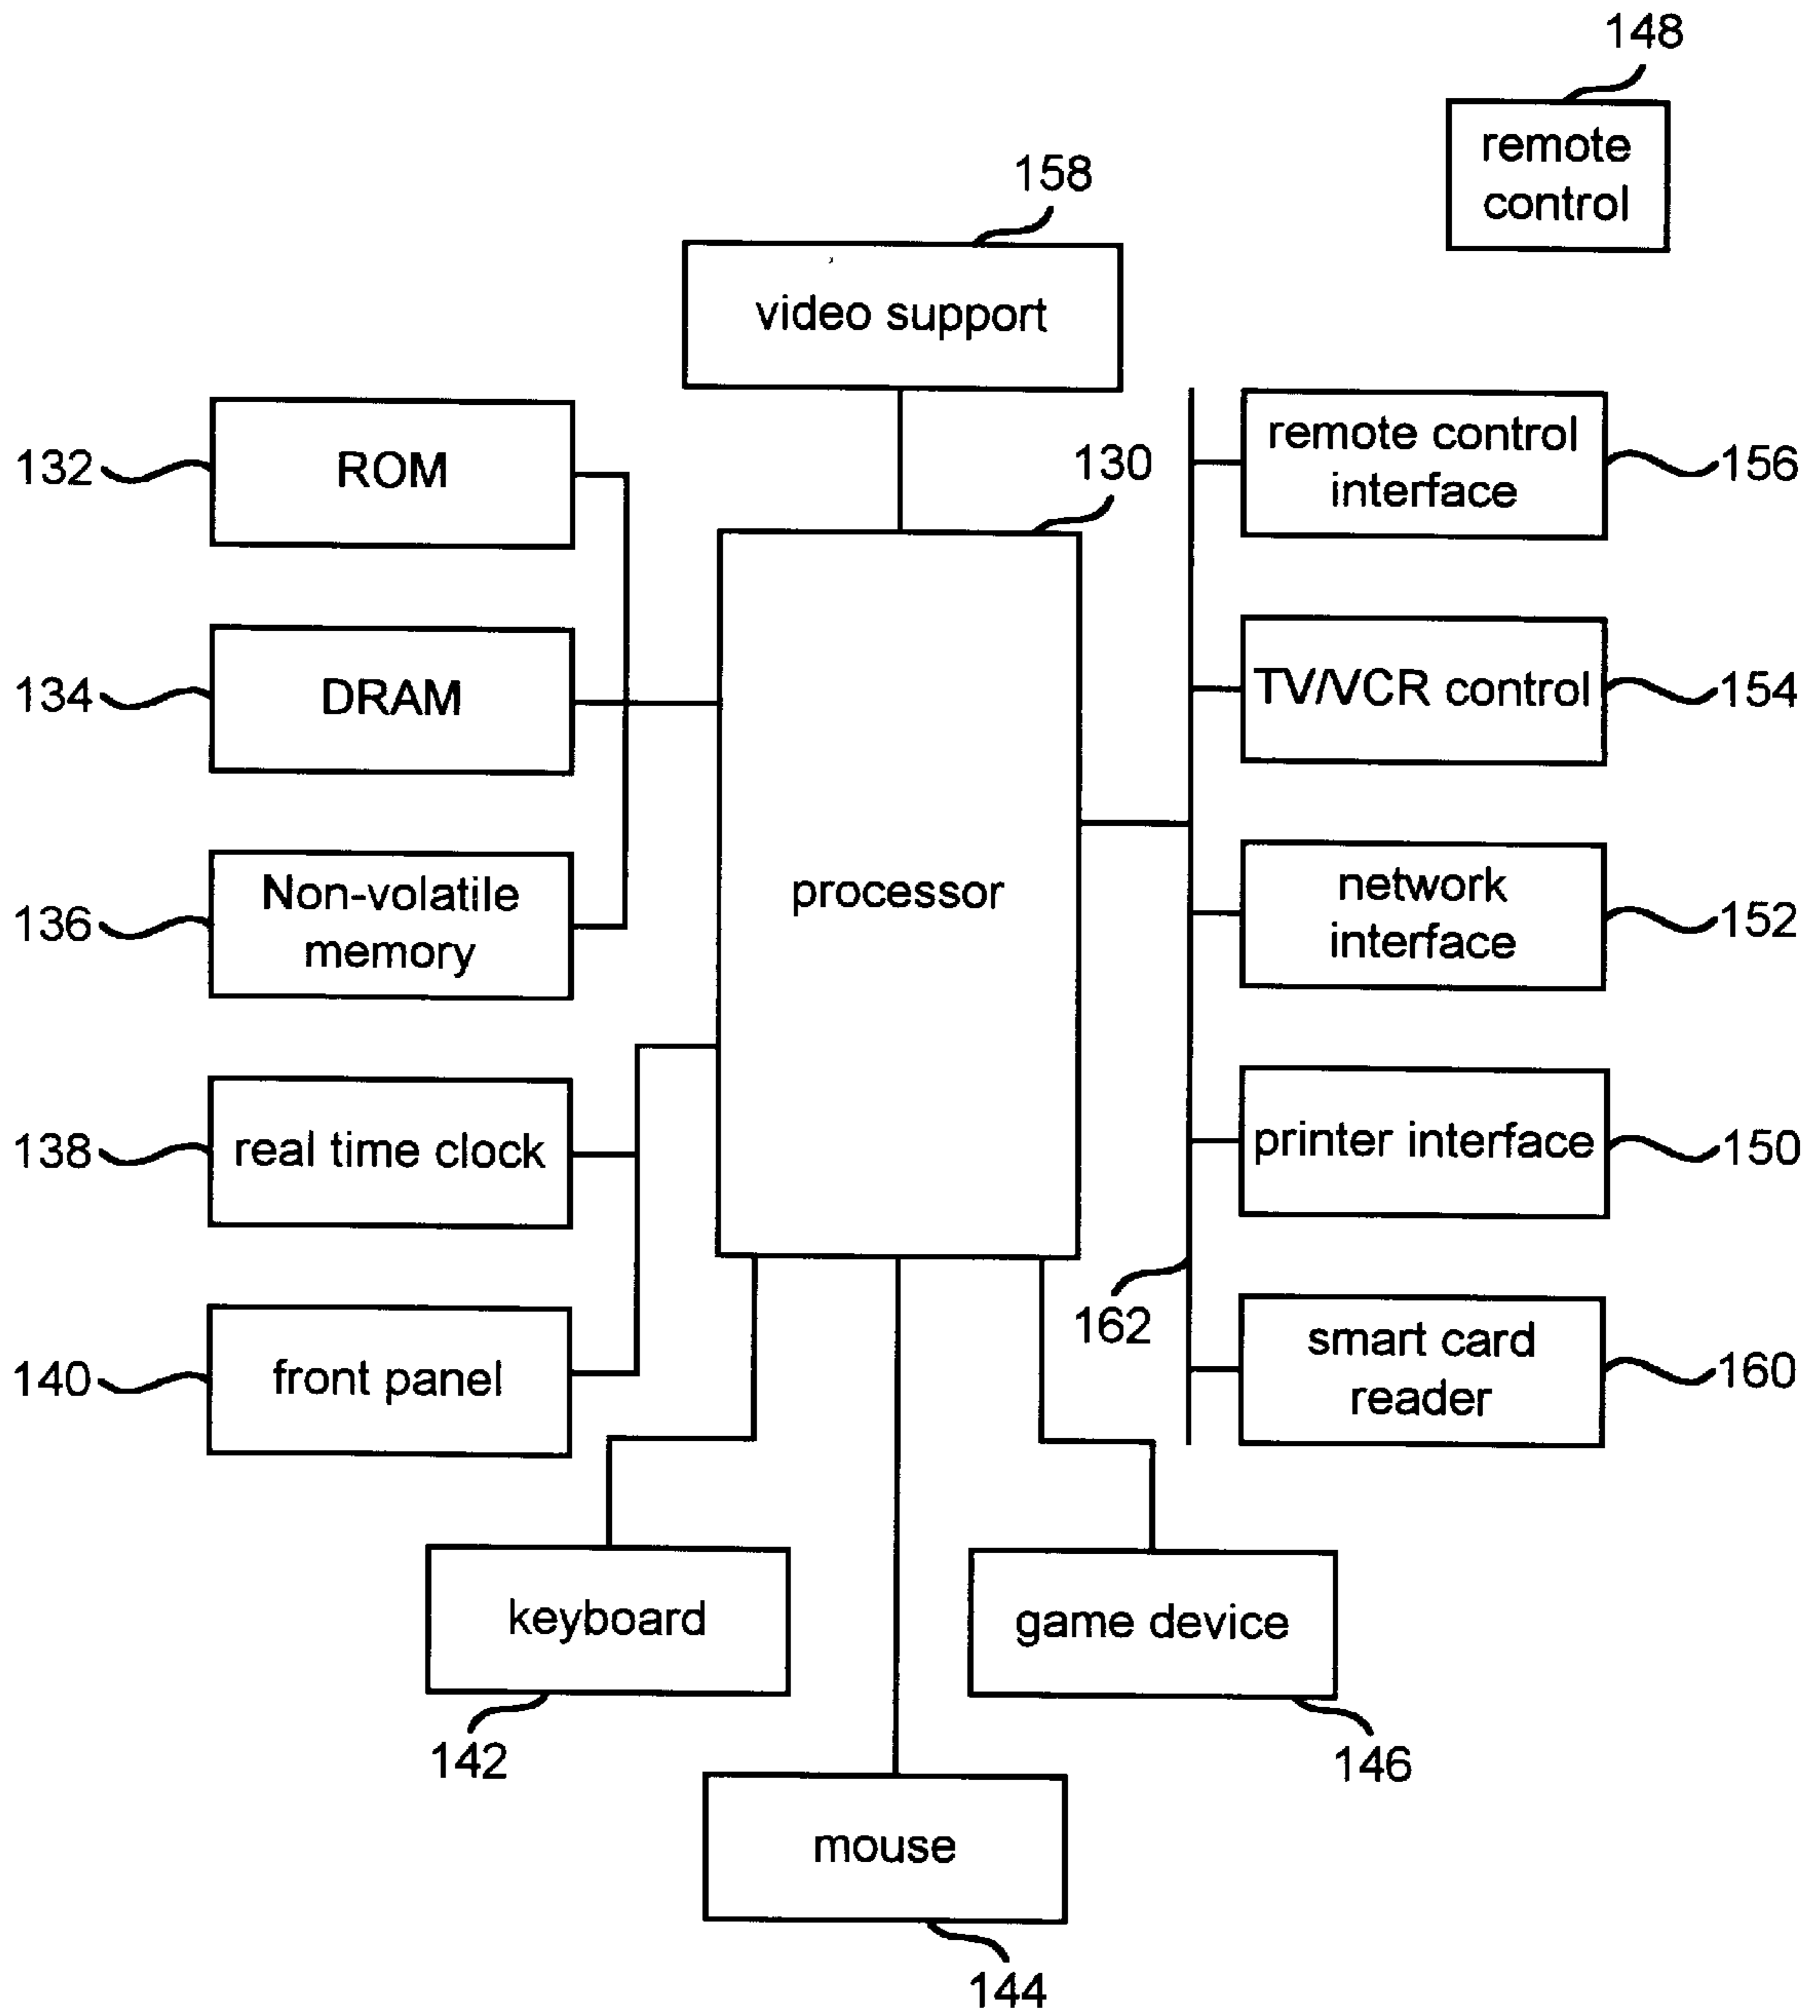 148
remote
control
158
video support
132
ROM
130
remote control
interface
156
134
DRAM
TV/VCR control
154
136
Non-volatile
memory
processor
network
interface
152
138
real time clock
printer interface
150
162
140
front panel
smart card
reader
160
keyboard
game device
142
146
mouse
144